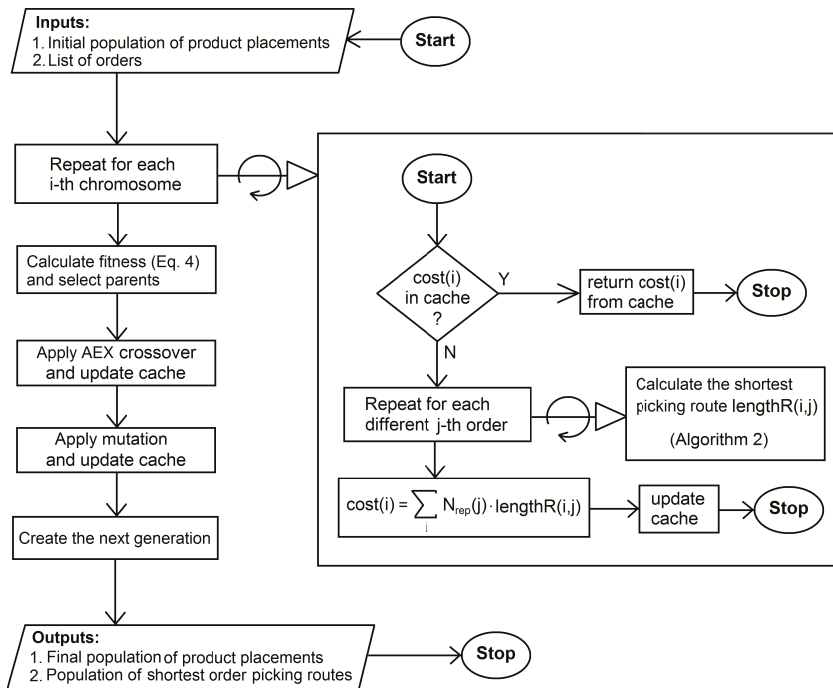 Inputs:
1. Initial population of product placements
2. List of orders
Start
Repeat for each
i-th chromosome
Calculate fitness (Eq. 4)
and select parents
Apply AEX crossover
and update cache
Apply mutation
and update cache
Create the next generation
Outputs:
1. Final population of product placements
2. Population of shortest order picking routes
Stop
Start
cost(i)
in cache
?
Y
return cost(i)
from cache
Stop
N
Repeat for each
different j-th order
Calculate the shortest
picking route lengthR(i,j)
(Algorithm 2)
cost(i) = ∑ⱼ Nrep(j) · lengthR(i,j)
update
cache
Stop